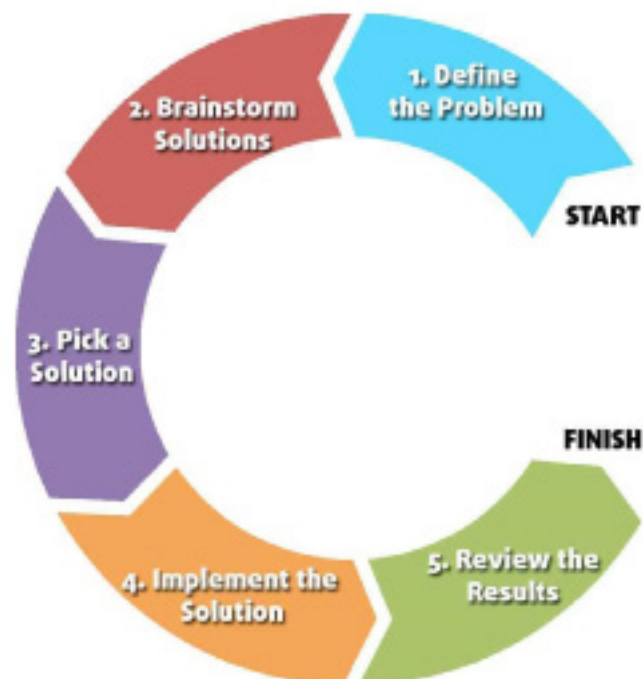 1. Define
the Problem
START
2. Brainstorm
Solutions
3. Pick a
Solution
4. Implement the
Solution
5. Review the
Results
FINISH